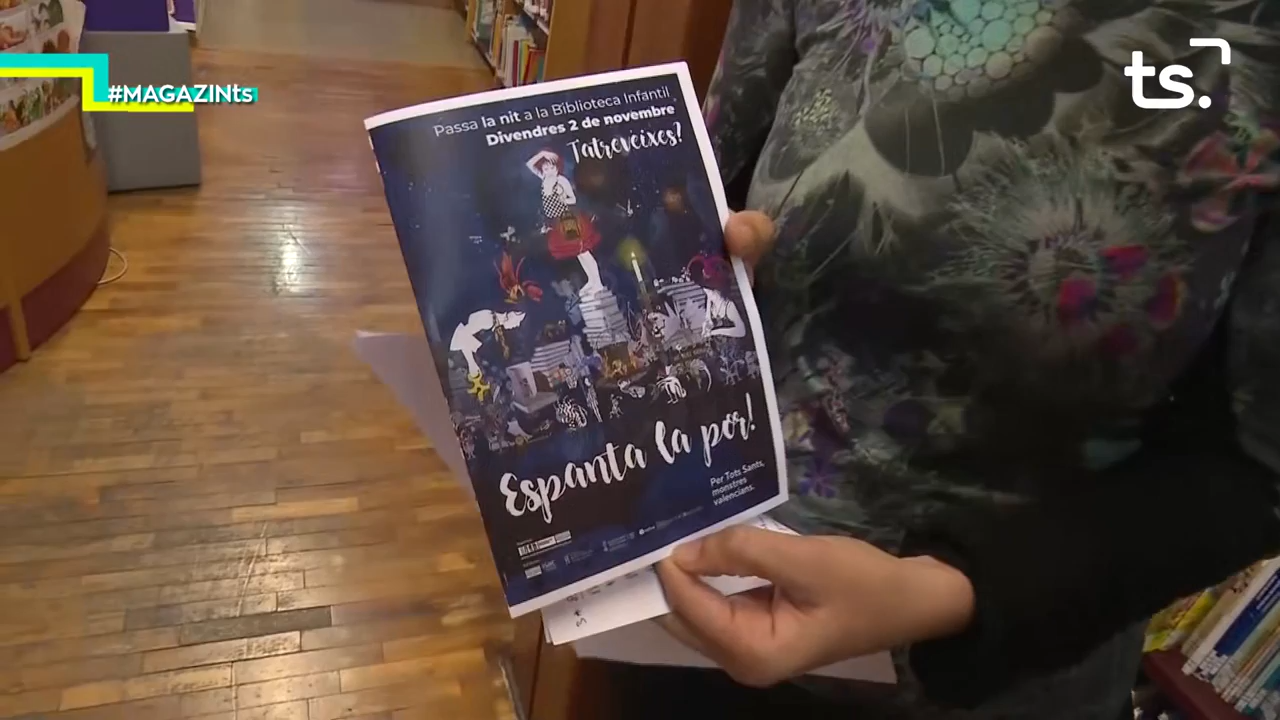 #MAGAZINts
ts.
Passa la nit a la Biblioteca Infantil
Divendres 2 de novembre
T'atreveixes?
Espanta la por!
Per Tots Sants,
monstres
valencians.